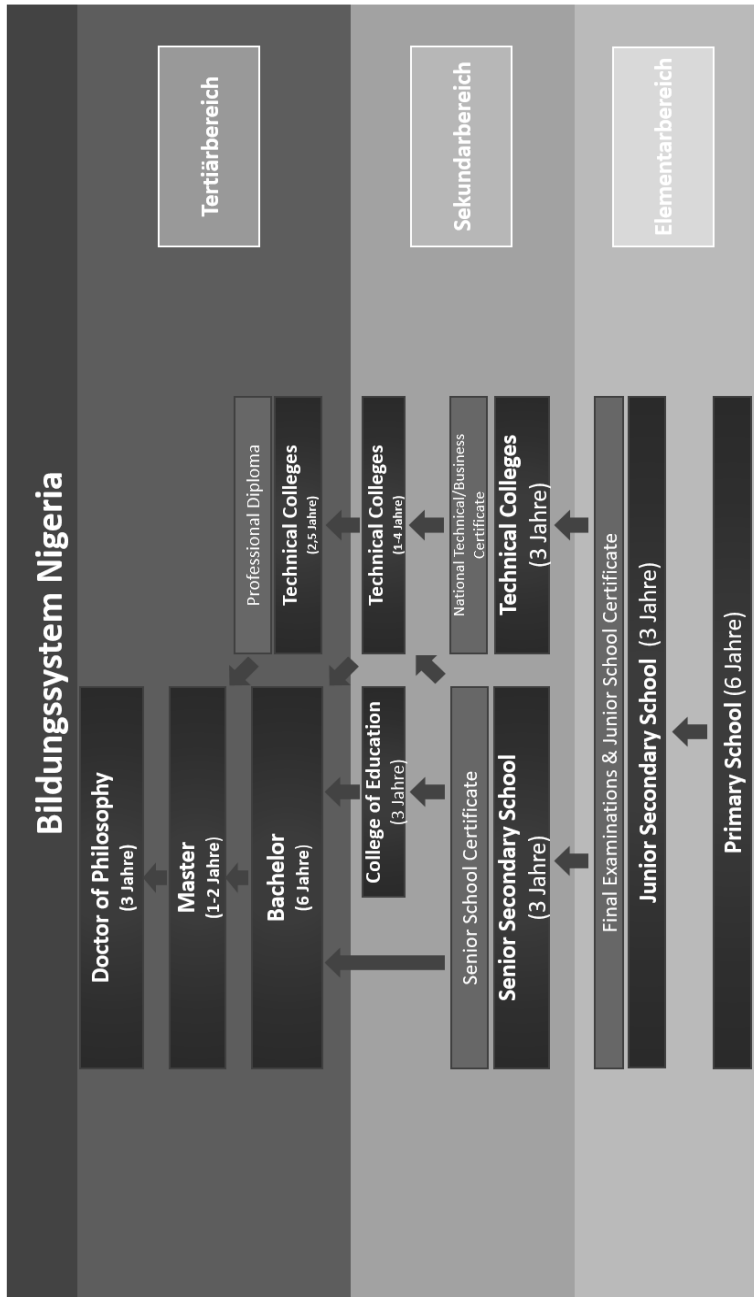 Bildungssystem Nigeria
Tertiärbereich
Doctor of Philosophy
(3 Jahre)
Master
(1-2 Jahre)
Bachelor
(6 Jahre)
Professional Diploma
Technical Colleges
(2,5 Jahre)
Sekundarbereich
College of Education
(3 Jahre)
Technical Colleges
(1-4 Jahre)
Senior School Certificate
Senior Secondary School
(3 Jahre)
National Technical/Business
Certificate
Technical Colleges
(3 Jahre)
Elementarbereich
Final Examinations & Junior School Certificate
Junior Secondary School (3 Jahre)
Primary School (6 Jahre)